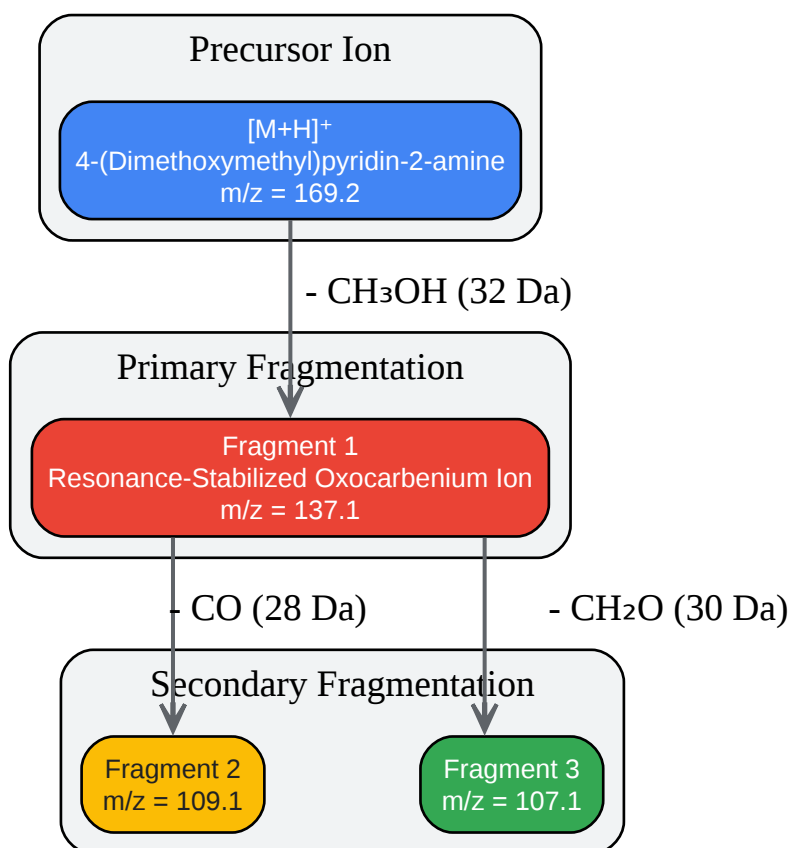 Precursor Ion
[M+H]⁺
4-(Dimethoxymethyl)pyridin-2-amine
m/z = 169.2
- CH₃OH (32 Da)
Primary Fragmentation
Fragment 1
Resonance-Stabilized Oxocarbenium Ion
m/z = 137.1
- CO (28 Da)
- CH₂O (30 Da)
Secondary Fragmentation
Fragment 2
m/z = 109.1
Fragment 3
m/z = 107.1